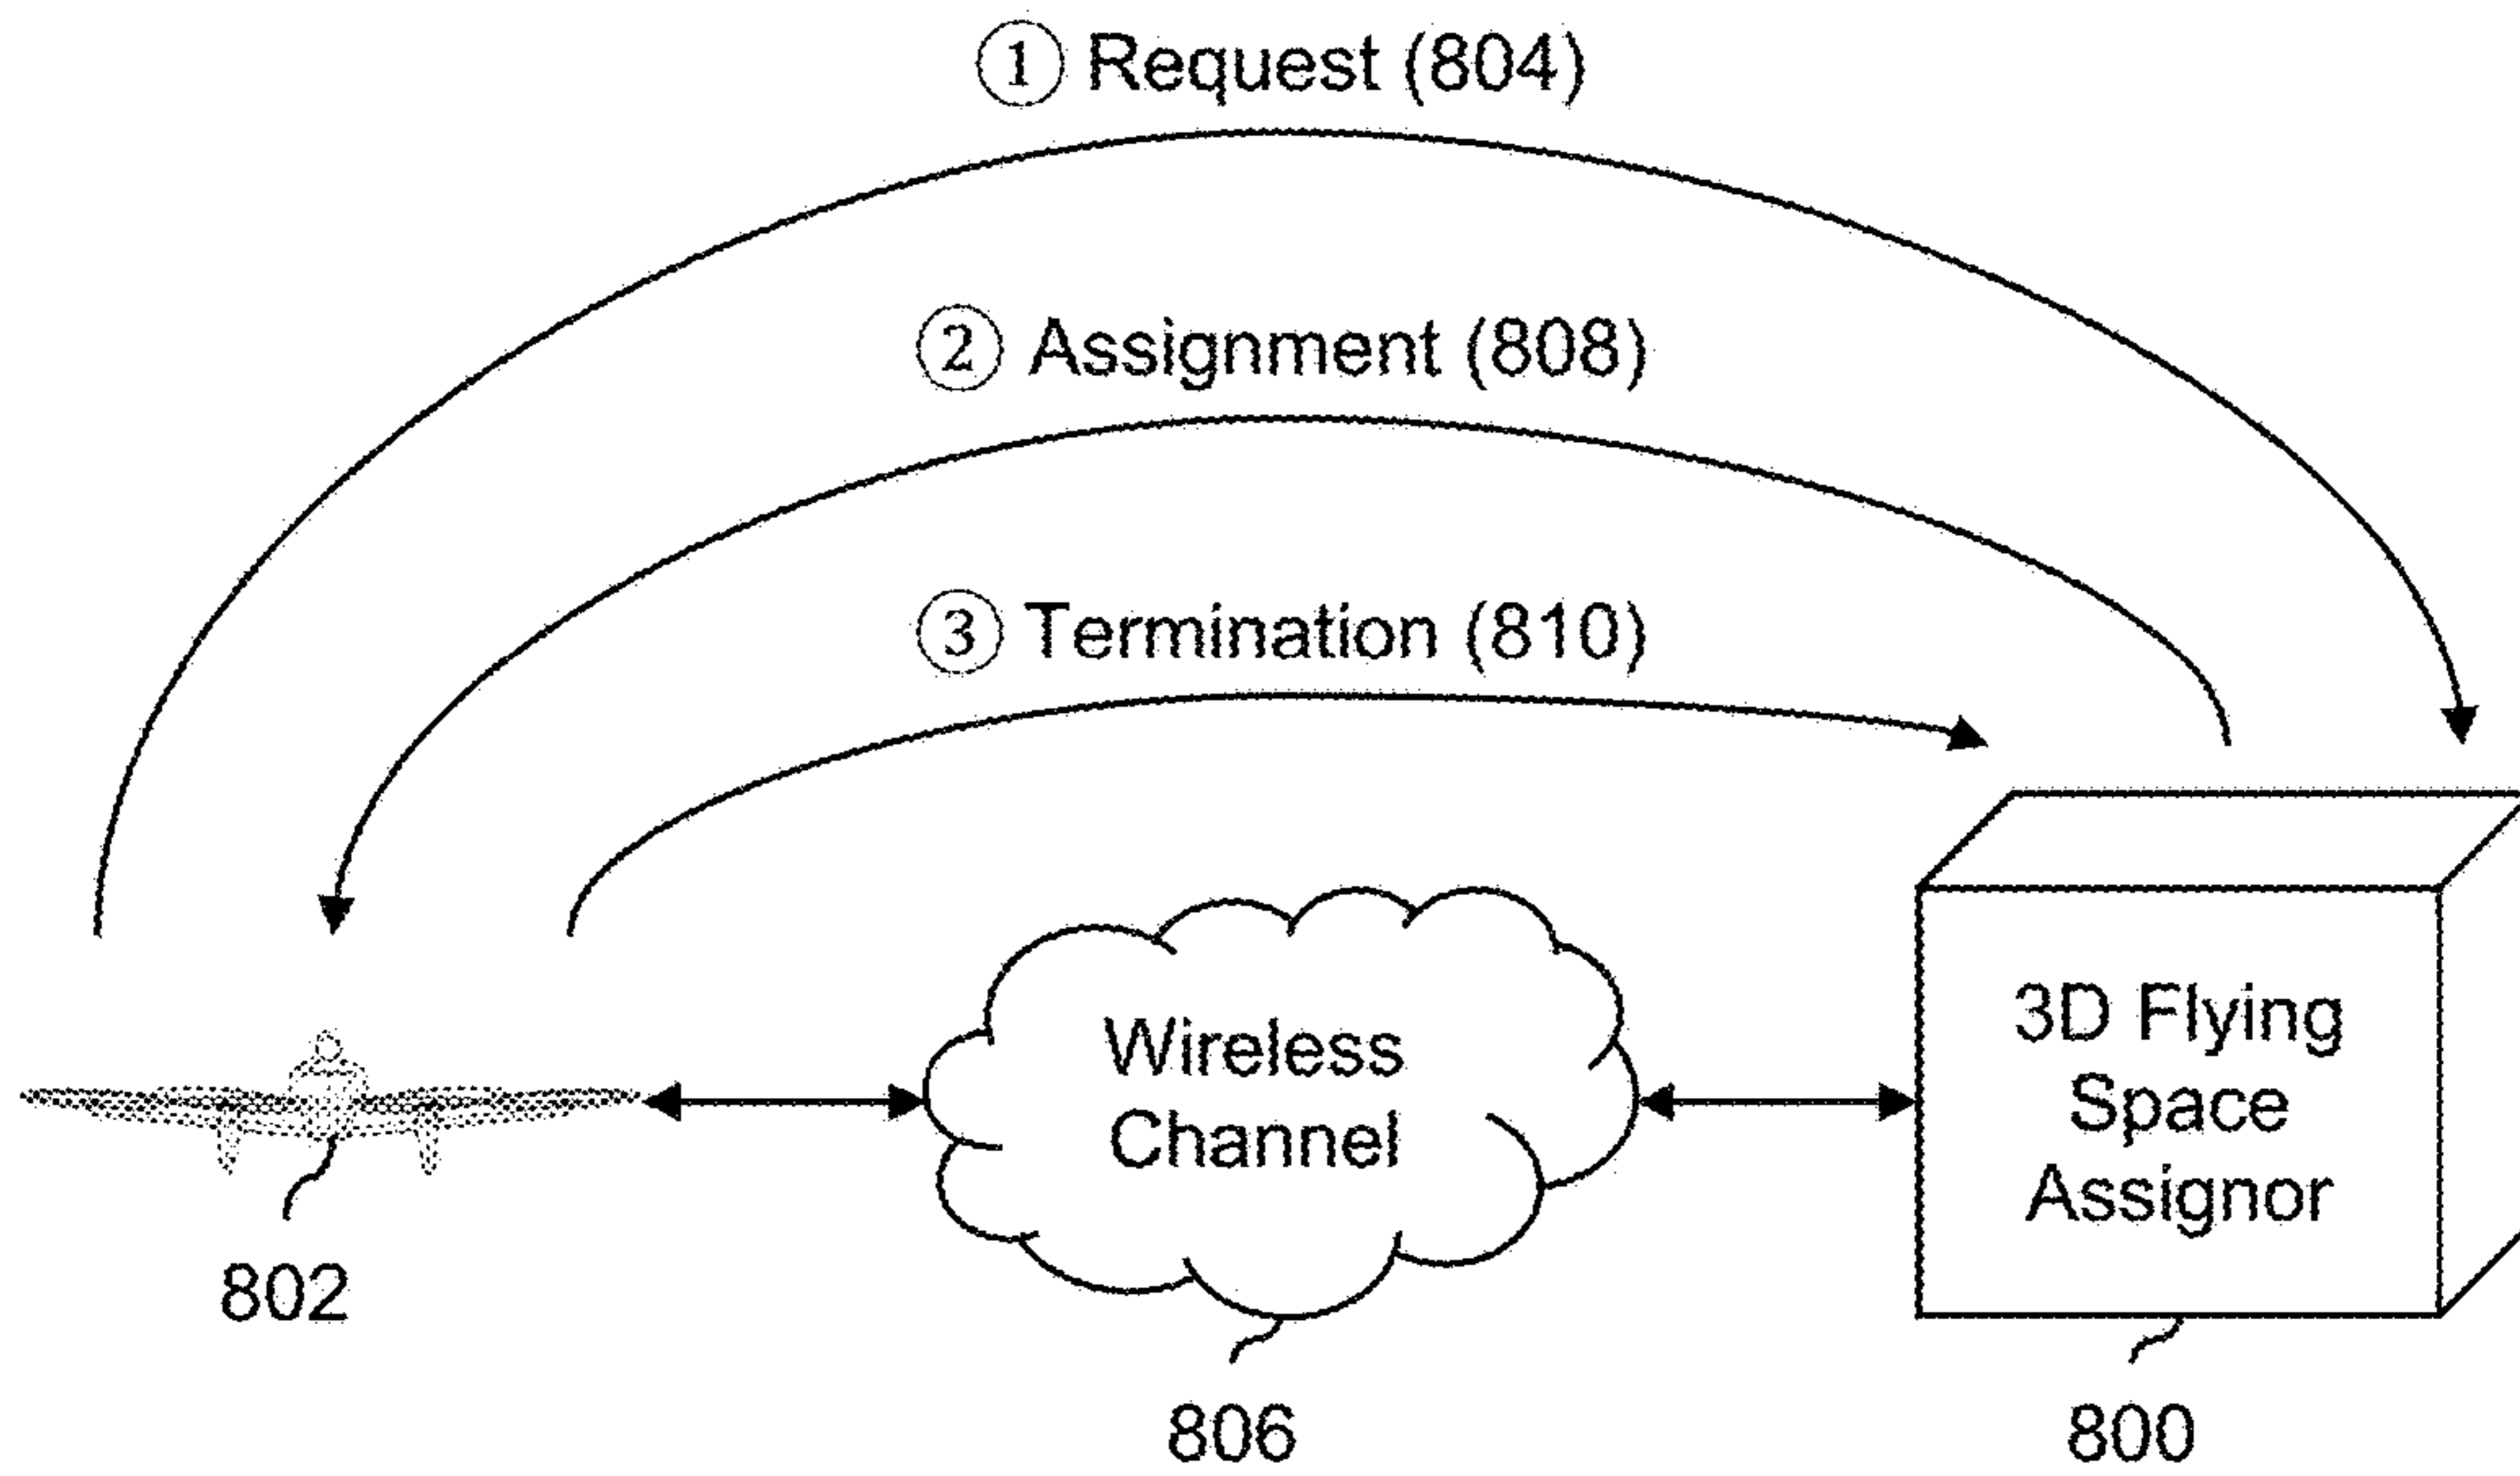 ① Request (804)
② Assignment (808)
③ Termination (810)
Wireless
Channel
3D Flying
Space
Assignor
802
806
800